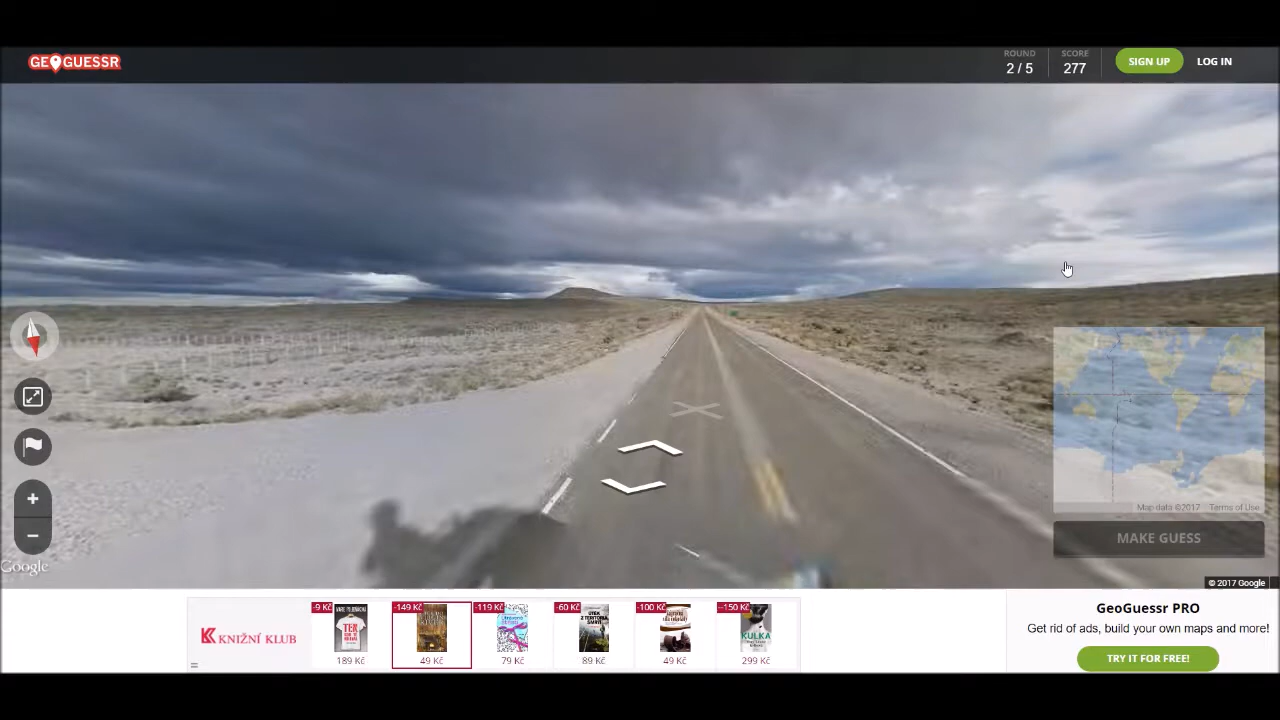 GEOGUESSR
ROUND
2 / 5
SCORE
277
SIGN UP
LOG IN
Map data ©2017 Terms of Use
MAKE GUESS
Google
© 2017 Google
KNIŽNÍ KLUB
-9 Kč
189 Kč
-149 Kč
49 Kč
-119 Kč
79 Kč
-60 Kč
89 Kč
-100 Kč
49 Kč
--150 Kč
KULKA
299 Kč
GeoGuessr PRO
Get rid of ads, build your own maps and more!
TRY IT FOR FREE!